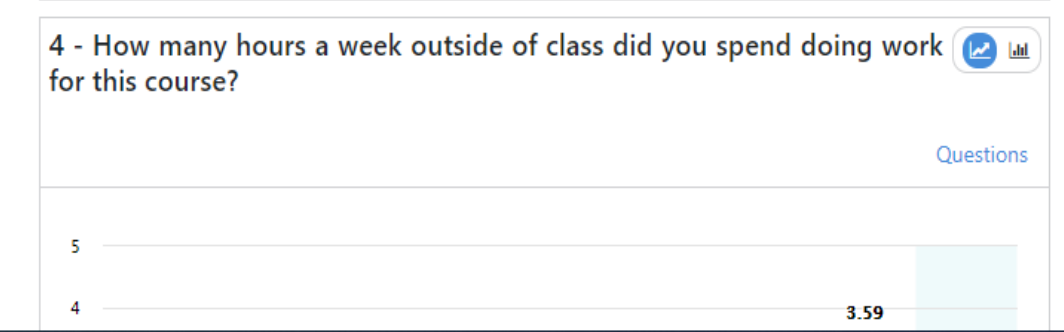 4 - How many hours a week outside of class did you spend doing work
for this course?
Questions
5
4
3.59